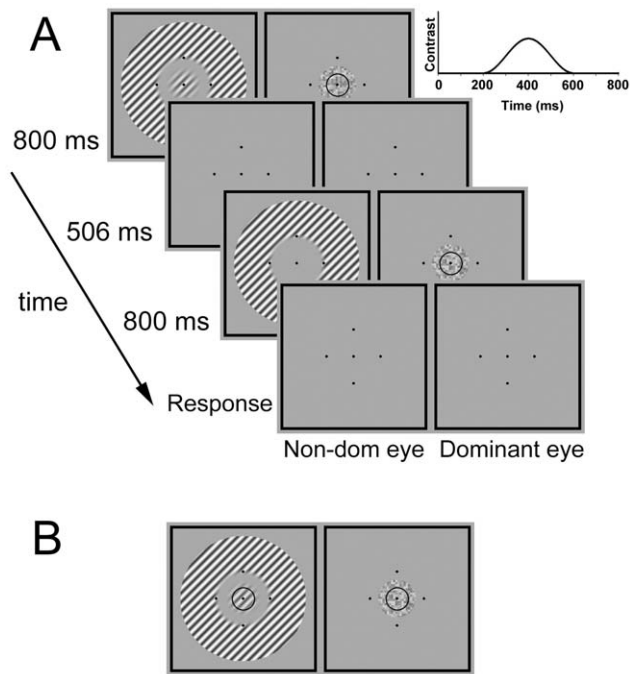 A
Contrast
0 200 400 600 800
Time (ms)
800 ms
506 ms
time
800 ms
Response
Non-dom eye Dominant eye
B